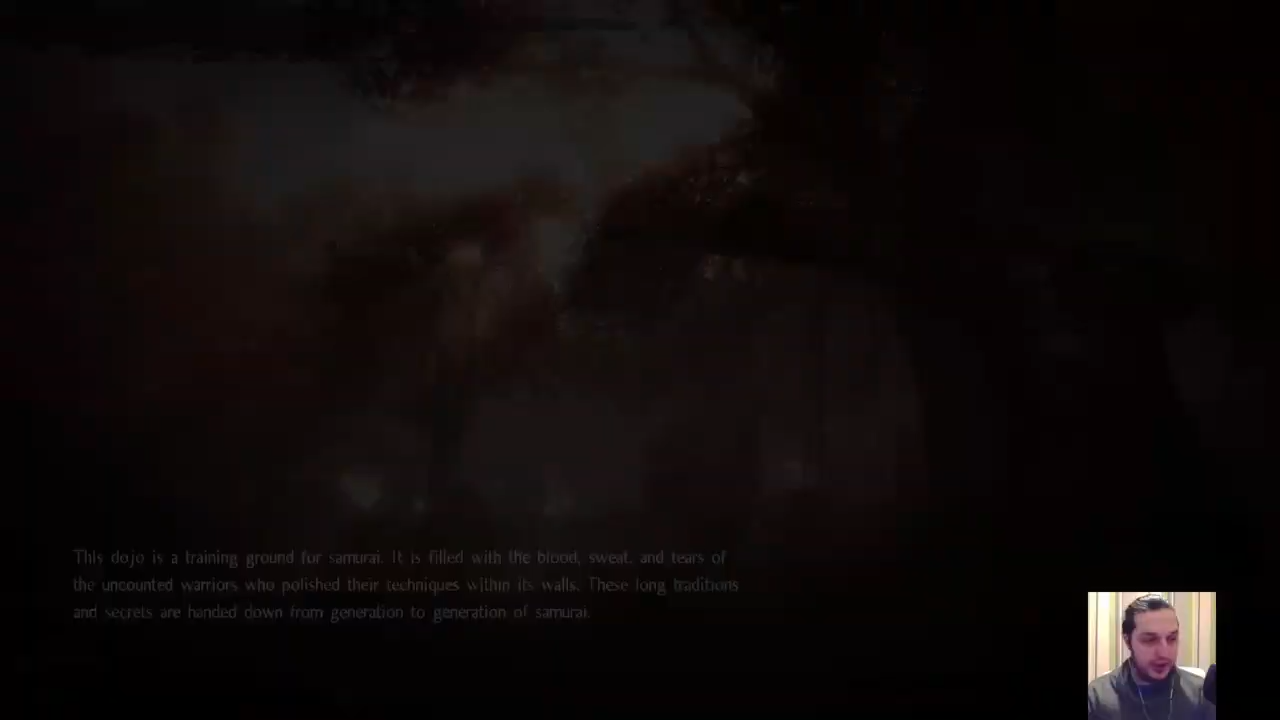 This dojo is a training ground for samurai. It is filled with the blood, sweat, and tears of
the uncounted warriors who polished their techniques within its walls. These long traditions
and secrets are handed down from generation to generation of samurai.